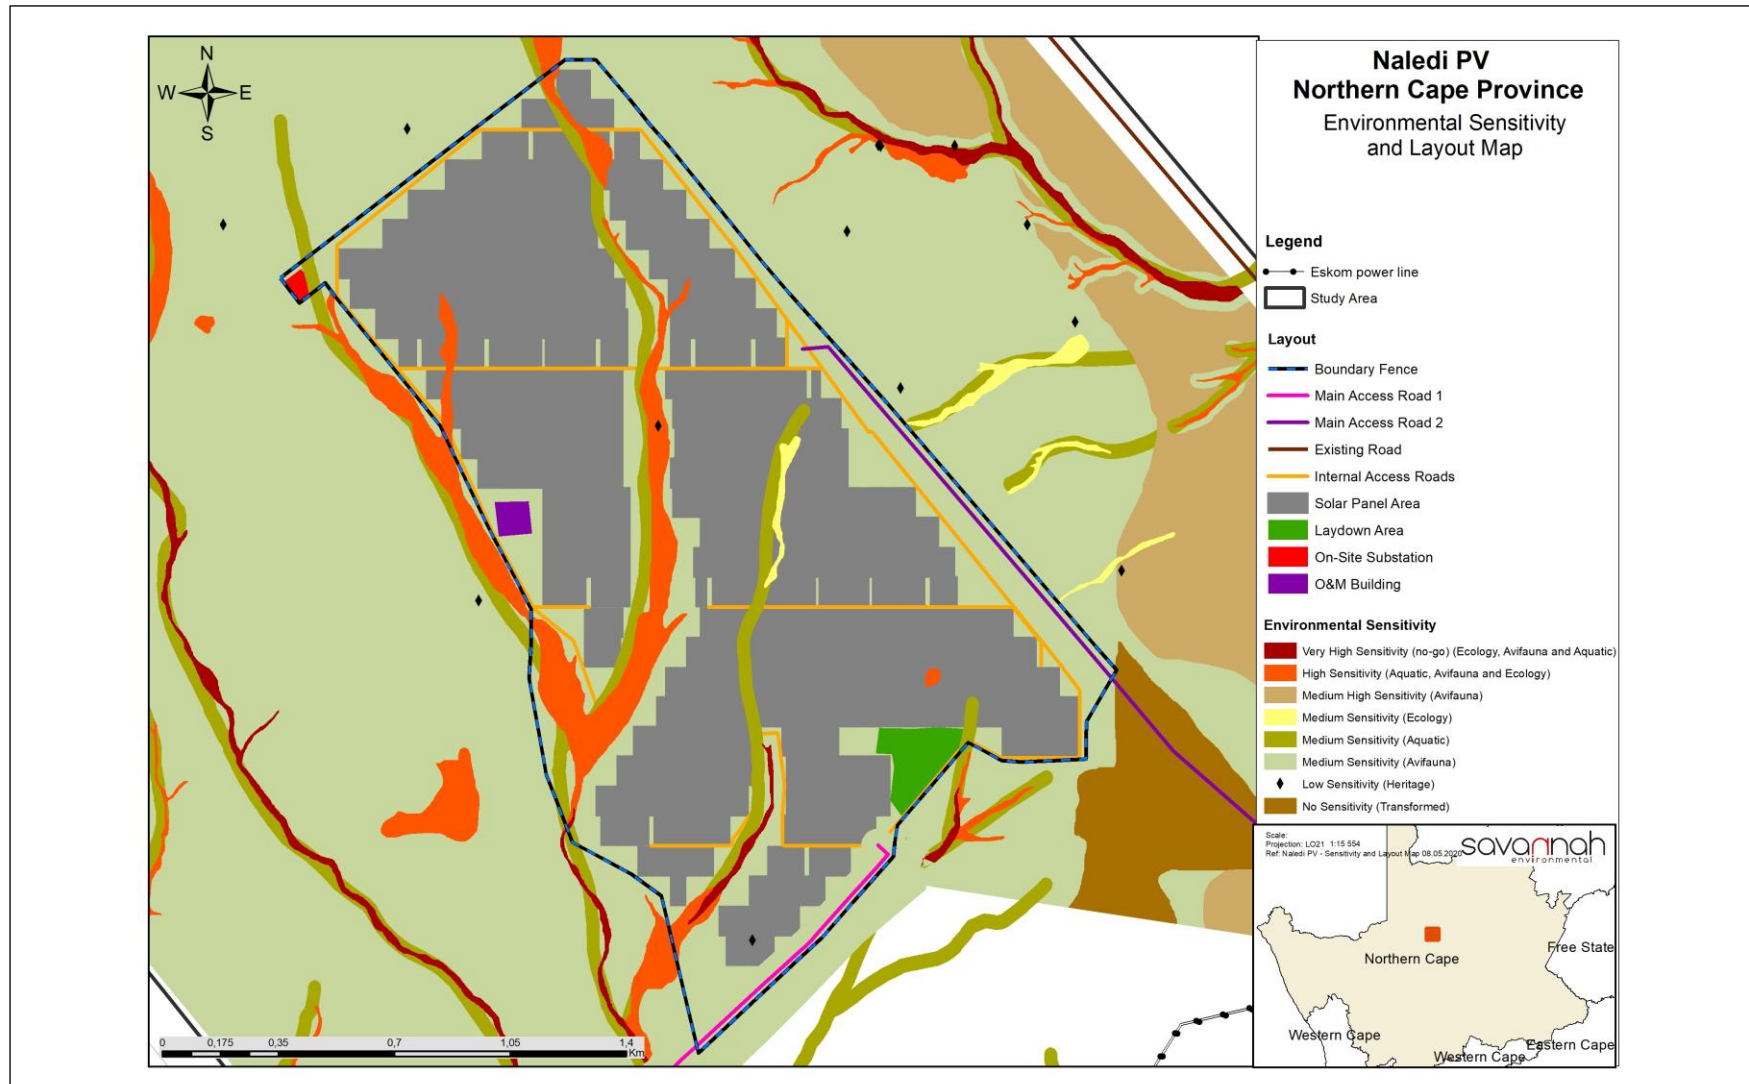 N
W E
S
Naledi PV
Northern Cape Province
Environmental Sensitivity
and Layout Map
Legend
Eskom power line
Study Area
Layout
Boundary Fence
Main Access Road 1
Main Access Road 2
Existing Road
Internal Access Roads
Solar Panel Area
Laydown Area
On-Site Substation
O&M Building
Environmental Sensitivity
Very High Sensitivity (no-go) (Ecology, Avifauna and Aquatic)
High Sensitivity (Aquatic, Avifauna and Ecology)
Medium High Sensitivity (Avifauna)
Medium Sensitivity (Ecology)
Medium Sensitivity (Aquatic)
Medium Sensitivity (Avifauna)
Low Sensitivity (Heritage)
No Sensitivity (Transformed)
Scale:
Projection: LO21 1:15 554
Ref: Naledi PV - Sensitivity and Layout Map 08.05.2020
savannah
environmental
Free State
Northern Cape
Western Cape
Western Cape
Eastern Cape
0 0,175 0,35 0,7 1,05 1,4
Km